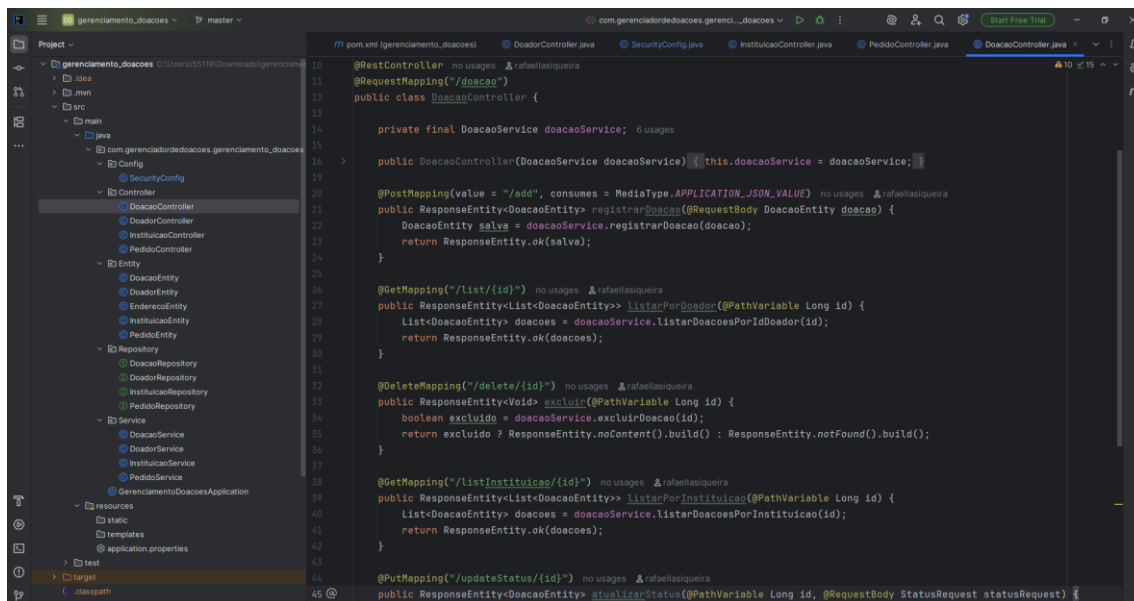 GD gerenciamento_doacoes master com.gerenciadordedoacoes.gerenci..._doacoes Start Free Trial
Project
pom.xml (gerenciamento_doacoes) DoadorController.java SecurityConfig.java InstituicaoController.java PedidoController.java DoacaoController.java
gerenciamento_doacoes C:\Users\55119\Downloads\gerenciame
.idea
.mvn
src
main
java
com.gerenciadordedoacoes.gerenciamento_doacoes
Config
SecurityConfig
Controller
DoacaoController
DoadorController
InstituicaoController
PedidoController
Entity
DoacaoEntity
DoadorEntity
EnderecoEntity
InstituicaoEntity
PedidoEntity
Repository
DoacaoRepository
DoadorRepository
InstituicaoRepository
PedidoRepository
Service
DoacaoService
DoadorService
InstituicaoService
PedidoService
GerenciamentoDoacoesApplication
resources
static
templates
application.properties
test
target
.classpath
10 @RestController no usages rafaellasiqueira 10 15
11 @RequestMapping("/doacao")
12 public class DoacaoController {
13
14 private final DoacaoService doacaoService; 6 usages
15
16 public DoacaoController(DoacaoService doacaoService) { this.doacaoService = doacaoService; }
19
20 @PostMapping(value = "/add", consumes = MediaType.APPLICATION_JSON_VALUE) no usages rafaellasiqueira
21 public ResponseEntity<DoacaoEntity> registrarDoacao(@RequestBody DoacaoEntity doacao) {
22 DoacaoEntity salva = doacaoService.registrarDoacao(doacao);
23 return ResponseEntity.ok(salva);
24 }
25
26 @GetMapping("/list/{id}") no usages rafaellasiqueira
27 public ResponseEntity<List<DoacaoEntity>> listarPorDoador(@PathVariable Long id) {
28 List<DoacaoEntity> doacoes = doacaoService.listarDoacoesPorIdDoador(id);
29 return ResponseEntity.ok(doacoes);
30 }
31
32 @DeleteMapping("/delete/{id}") no usages rafaellasiqueira
33 public ResponseEntity<Void> excluir(@PathVariable Long id) {
34 boolean excluido = doacaoService.excluirDoacao(id);
35 return excluido ? ResponseEntity.noContent().build() : ResponseEntity.notFound().build();
36 }
37
38 @GetMapping("/listInstituicao/{id}") no usages rafaellasiqueira
39 public ResponseEntity<List<DoacaoEntity>> listarPorInstituicao(@PathVariable Long id) {
40 List<DoacaoEntity> doacoes = doacaoService.listarDoacoesPorInstituicao(id);
41 return ResponseEntity.ok(doacoes);
42 }
43
44 @PutMapping("/updateStatus/{id}") no usages rafaellasiqueira
45 public ResponseEntity<DoacaoEntity> atualizarStatus(@PathVariable Long id, @RequestBody StatusRequest statusRequest) {